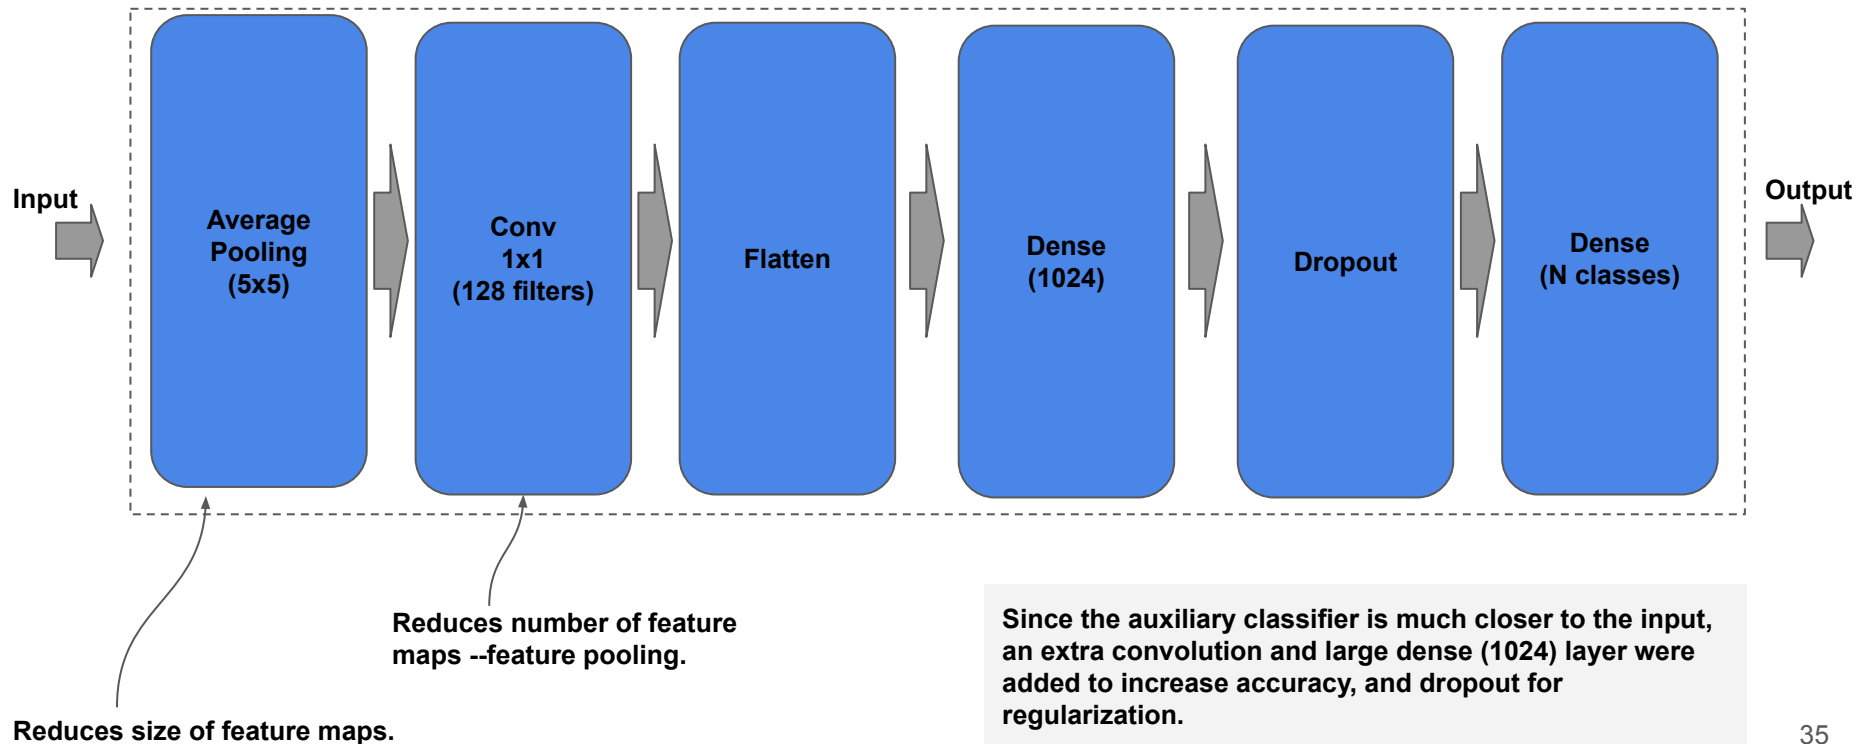 Input
Average
Pooling
(5x5)
Conv
1x1
(128 filters)
Flatten
Dense
(1024)
Dropout
Dense
(N classes)
Output
Reduces number of feature
maps --feature pooling.
Reduces size of feature maps.
Since the auxiliary classifier is much closer to the input,
an extra convolution and large dense (1024) layer were
added to increase accuracy, and dropout for
regularization.
35